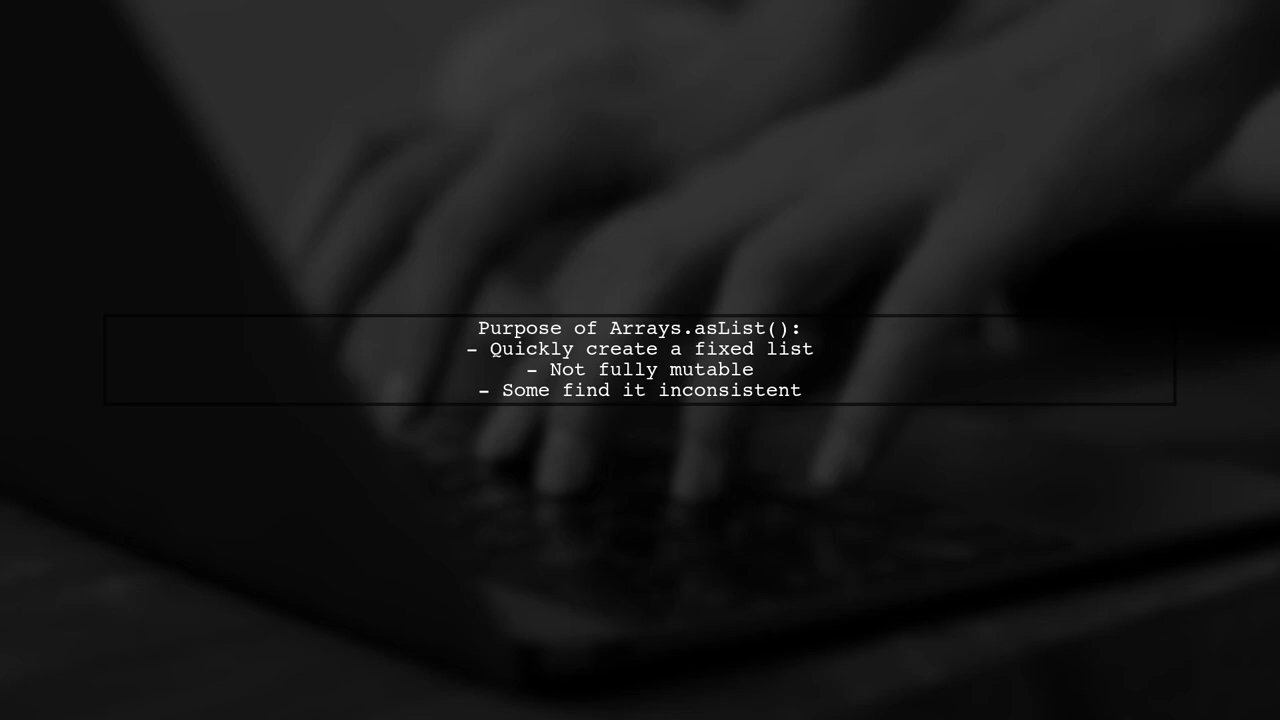 Purpose of Arrays.asList():
- Quickly create a fixed list
- Not fully mutable
- Some find it inconsistent